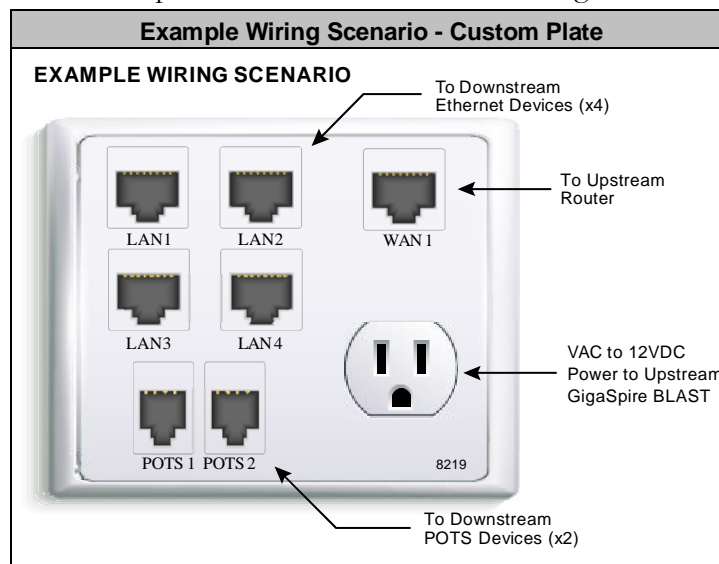 Example Wiring Scenario - Custom Plate
EXAMPLE WIRING SCENARIO
To Downstream
Ethernet Devices (x4)
To Upstream
Router
LAN1 LAN2 WAN 1
LAN3 LAN 4
VAC to 12VDC
Power to Upstream
GigaSpire BLAST
POTS 1 POTS 2
8219
To Downstream
POTS Devices (x2)